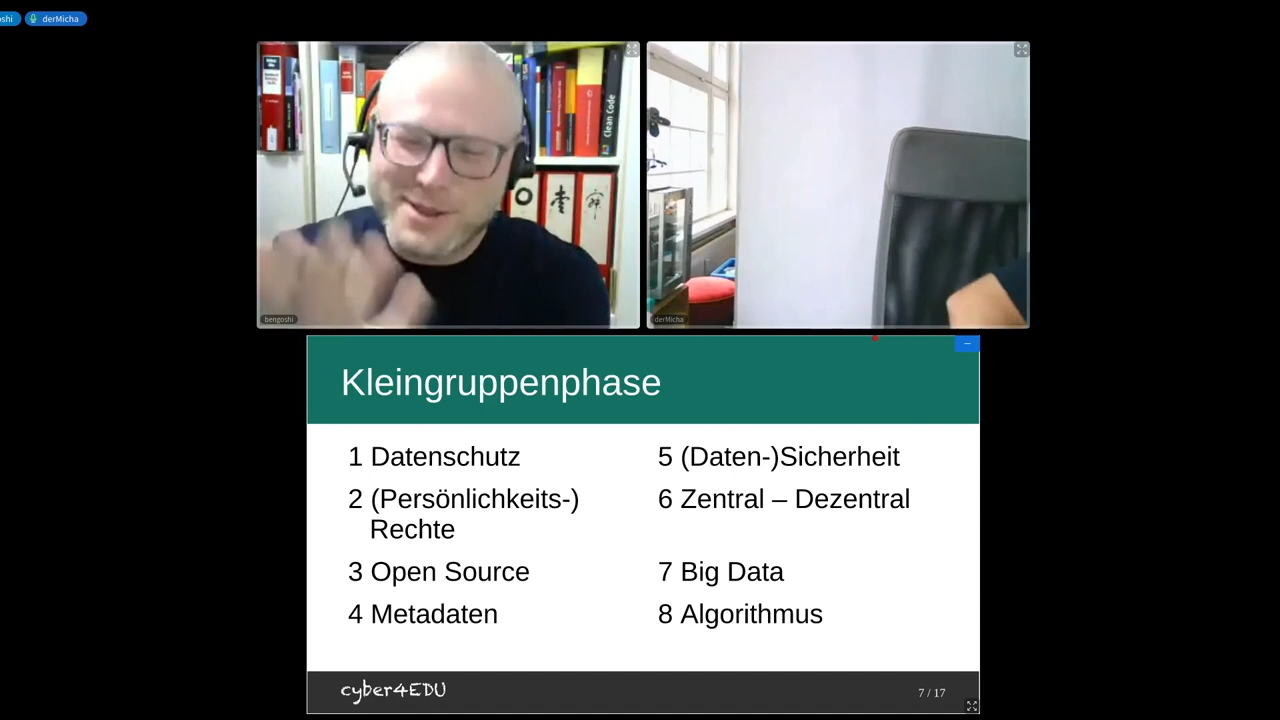 oshi
derMicha
Clean Code
bengoshi
derMicha
Kleingruppenphase
1 Datenschutz
2 (Persönlichkeits-)
Rechte
3 Open Source
4 Metadaten
5 (Daten-)Sicherheit
6 Zentral – Dezentral
7 Big Data
8 Algorithmus
cyber4EDU
7 / 17